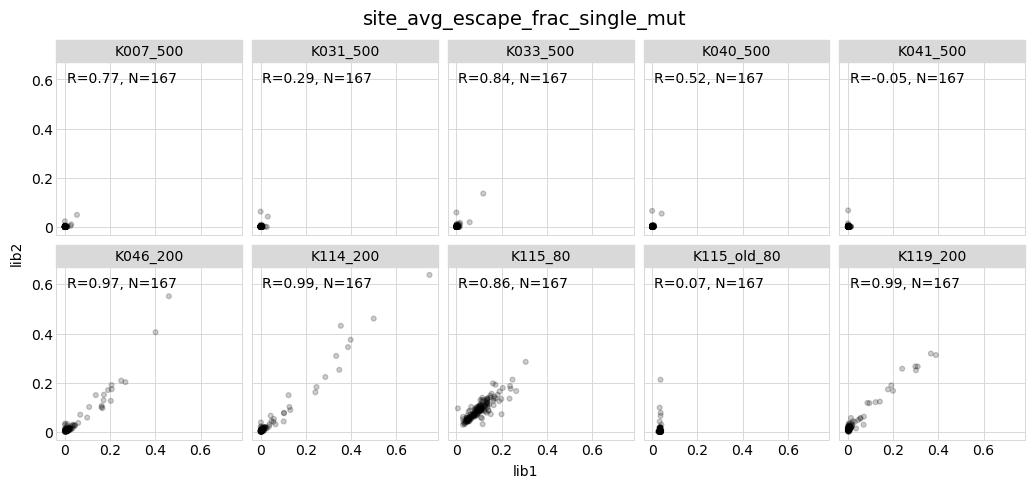 site_avg_escape_frac_single_mut
K007_500 K031_500 K033_500 K040_500 K041_500
R=0.77, N=167 R=0.29, N=167 R=0.84, N=167 R=0.52, N=167 R=-0.05, N=167
0.6
0.4
0.2
0
K046_200 K114_200 K115_80 K115_old_80 K119_200
R=0.97, N=167 R=0.99, N=167 R=0.86, N=167 R=0.07, N=167 R=0.99, N=167
0.6
0.4
0.2
0
lib2
0 0.2 0.4 0.6 0 0.2 0.4 0.6 0 0.2 0.4 0.6 0 0.2 0.4 0.6 0 0.2 0.4 0.6
lib1